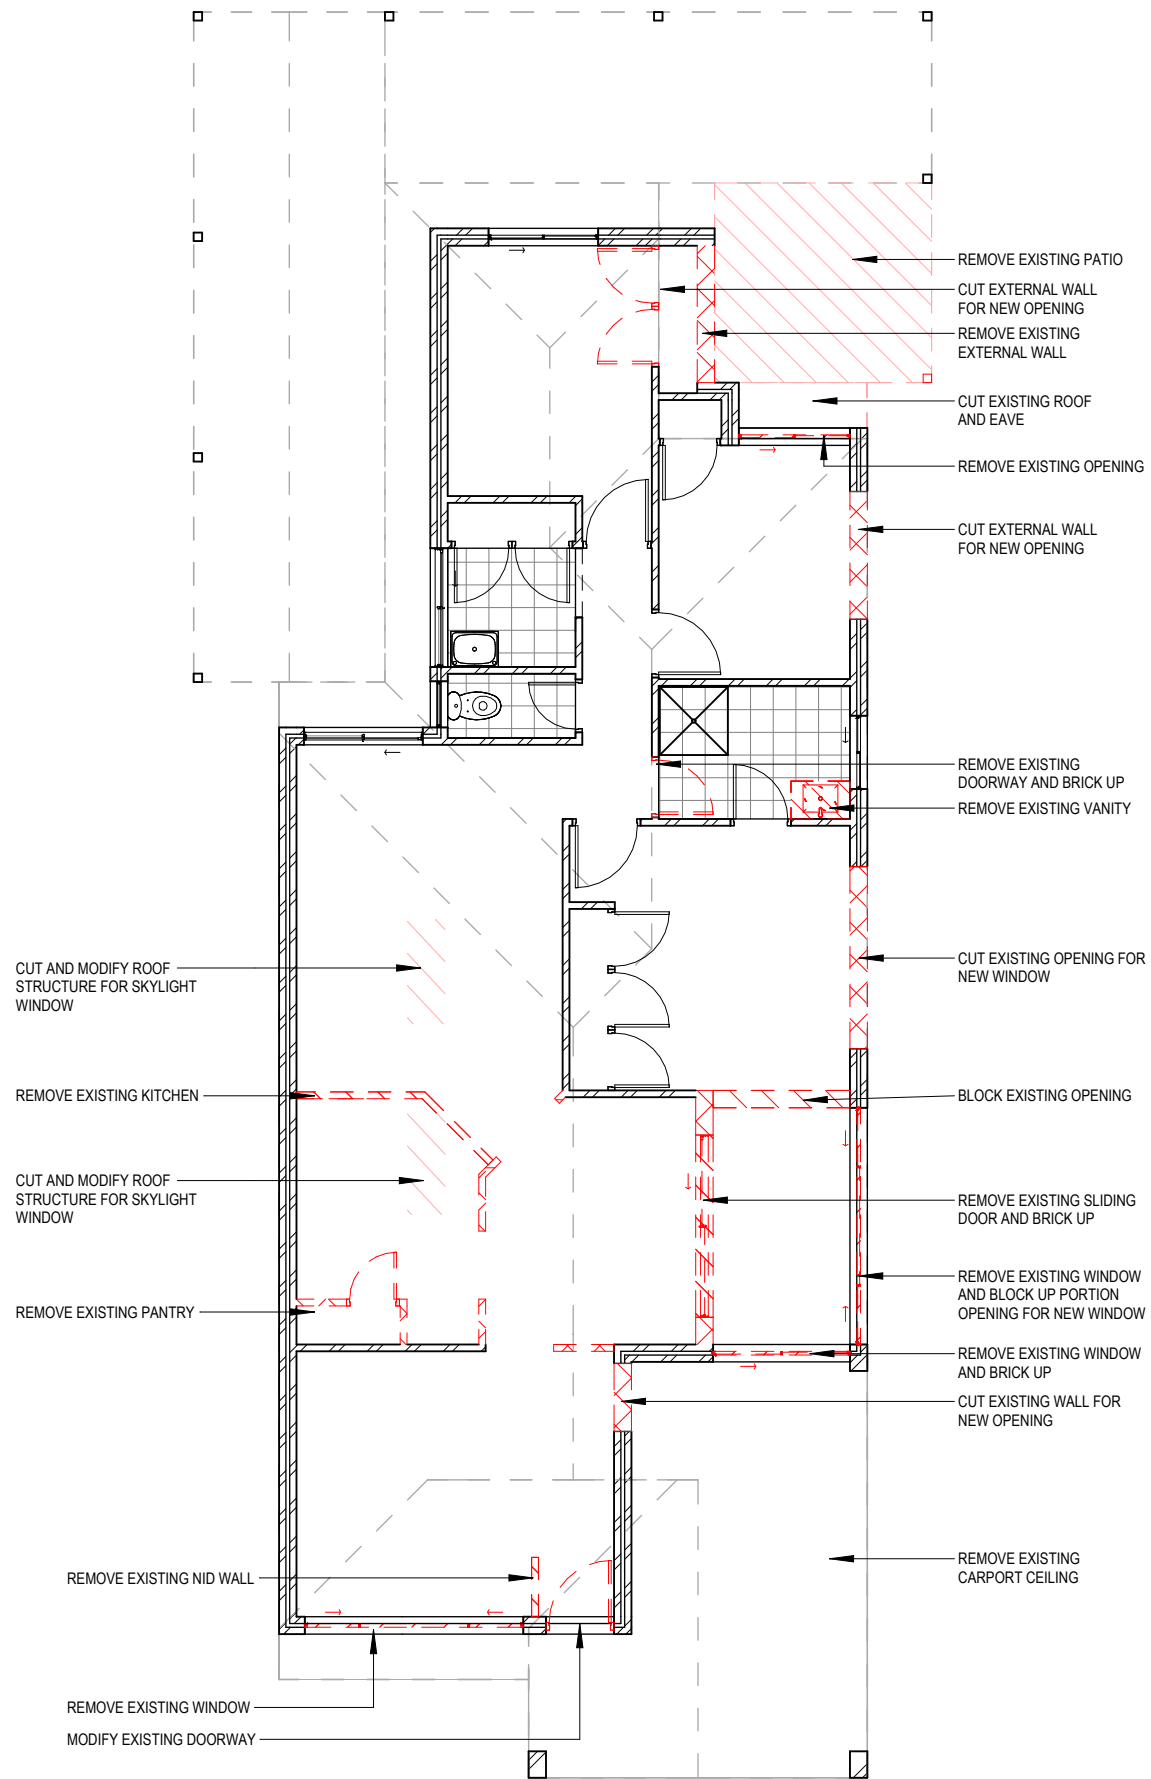 REMOVE EXISTING PATIO
CUT EXTERNAL WALL
FOR NEW OPENING
REMOVE EXISTING
EXTERNAL WALL
CUT EXISTING ROOF
AND EAVE
REMOVE EXISTING OPENING
CUT EXTERNAL WALL
FOR NEW OPENING
REMOVE EXISTING
DOORWAY AND BRICK UP
REMOVE EXISTING VANITY
CUT EXISTING OPENING FOR
NEW WINDOW
CUT AND MODIFY ROOF
STRUCTURE FOR SKYLIGHT
WINDOW
REMOVE EXISTING KITCHEN
BLOCK EXISTING OPENING
CUT AND MODIFY ROOF
STRUCTURE FOR SKYLIGHT
WINDOW
REMOVE EXISTING SLIDING
DOOR AND BRICK UP
REMOVE EXISTING WINDOW
AND BLOCK UP PORTION
OPENING FOR NEW WINDOW
REMOVE EXISTING PANTRY
REMOVE EXISTING WINDOW
AND BRICK UP
CUT EXISTING WALL FOR
NEW OPENING
REMOVE EXISTING
CARPORT CEILING
REMOVE EXISTING NID WALL
REMOVE EXISTING WINDOW
MODIFY EXISTING DOORWAY